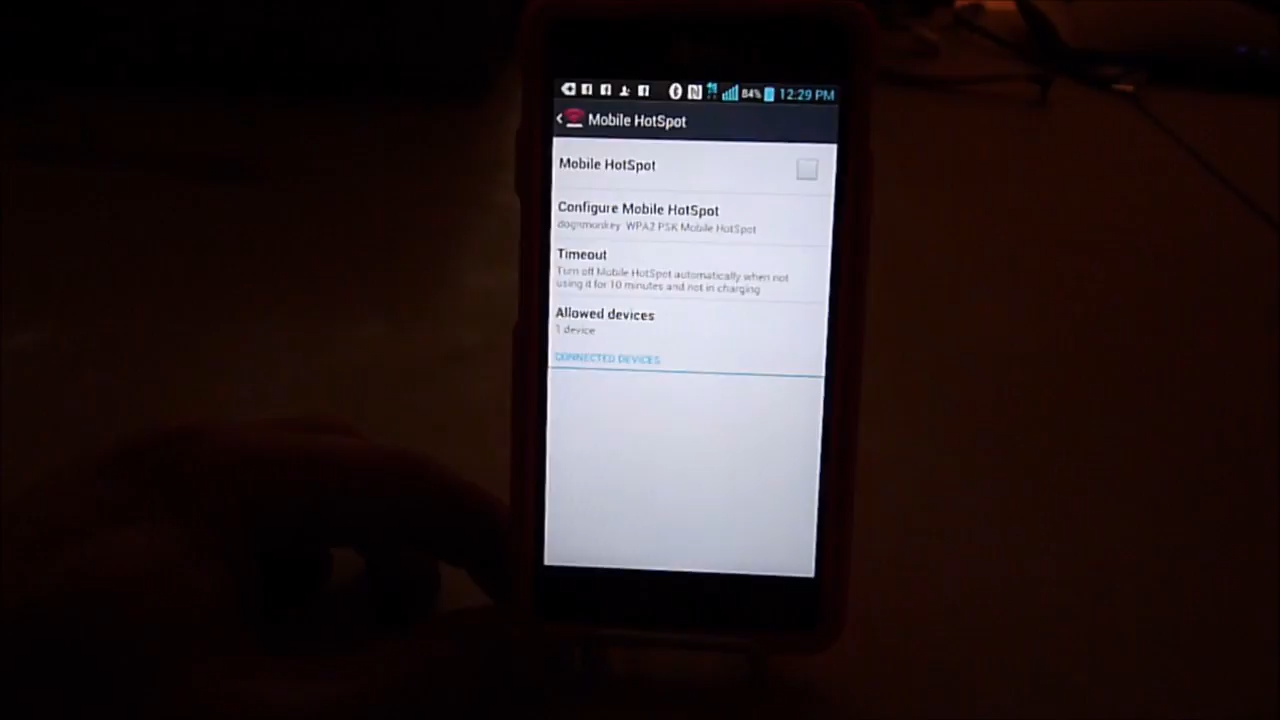 84% 12:29 PM
Mobile HotSpot
Mobile HotSpot
Configure Mobile HotSpot
dognmonkey WPA2 PSK Mobile HotSpot
Timeout
Turn off Mobile HotSpot automatically when not
using it for 10 minutes and not in charging
Allowed devices
1 device
CONNECTED DEVICES